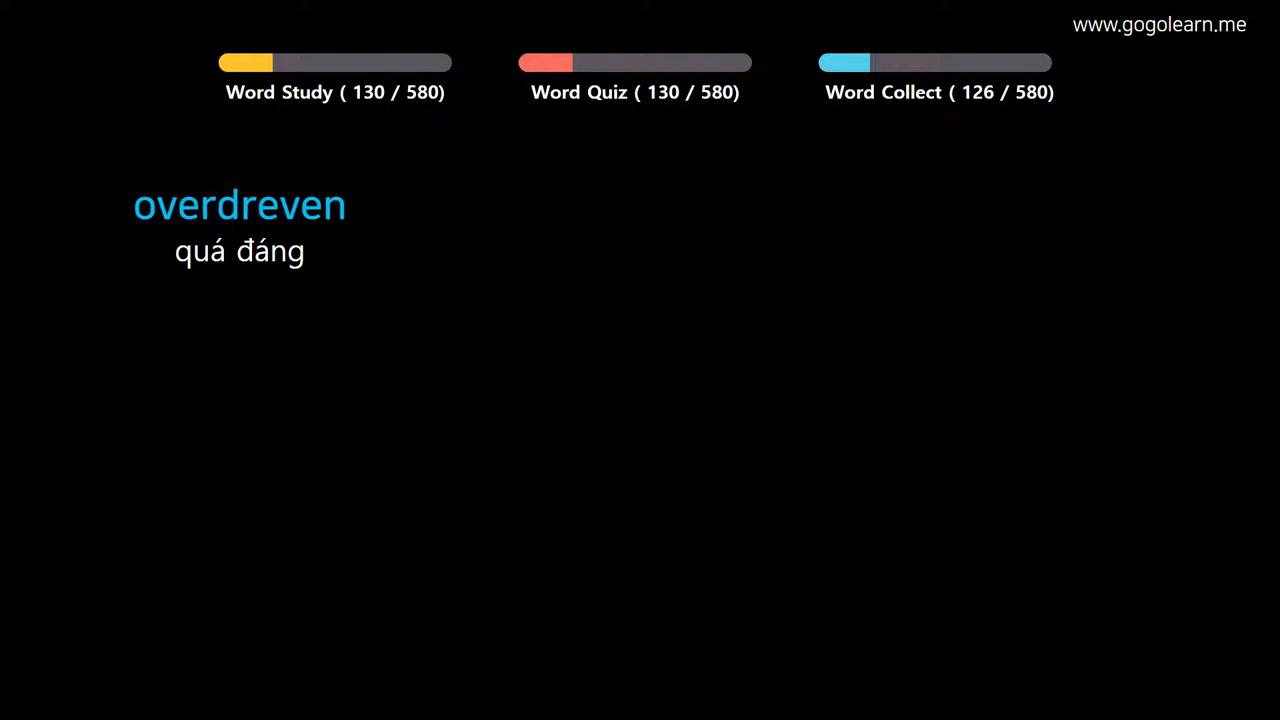 www.gogolearn.me
Word Study ( 130 / 580)
Word Quiz ( 130 / 580)
Word Collect ( 126 / 580)
overdreven
quá đáng